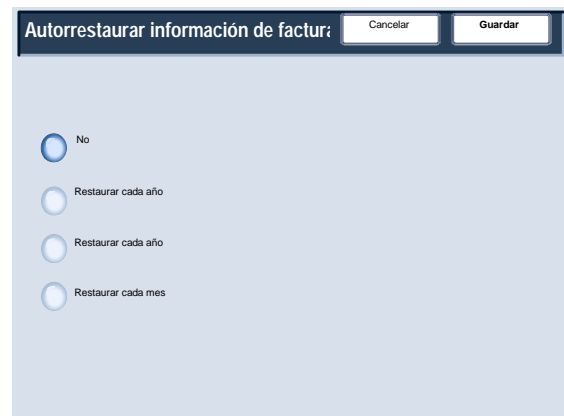 Autorrestaurar información de factura
Cancelar
Guardar
No
Restaurar cada año
Restaurar cada año
Restaurar cada mes